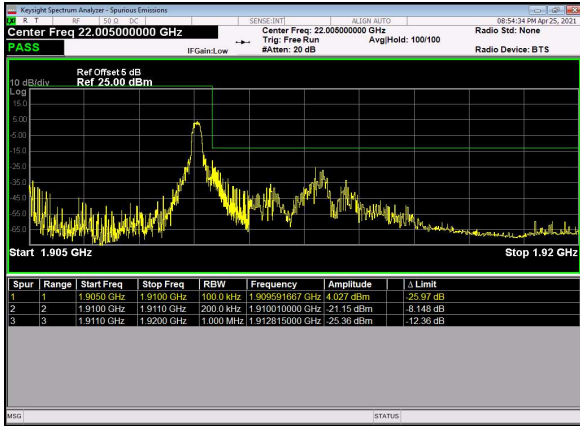 Keysight Spectrum Analyzer - Spurious Emissions
R T RF 50 Ω DC SENSE:INT ALIGN AUTO 08:54:34 PM Apr 25, 2021
Center Freq 22.005000000 GHz Center Freq: 22.005000000 GHz Radio Std: None
Trig: Free Run Avg|Hold: 100/100
PASS IFGain:Low #Atten: 20 dB Radio Device: BTS
Ref Offset 5 dB
10 dB/div Ref 25.00 dBm
Log
15.0
5.00
-5.00
-15.0
-25.0
-35.0
-45.0
-55.0
-65.0
Start 1.905 GHz Stop 1.92 GHz
Spur Range Start Freq Stop Freq RBW Frequency Amplitude Δ Limit
1 1 1.9050 GHz 1.9100 GHz 100.0 kHz 1.909591667 GHz 4.027 dBm -25.97 dB
2 2 1.9100 GHz 1.9110 GHz 200.0 kHz 1.910010000 GHz -21.15 dBm -8.148 dB
3 3 1.9110 GHz 1.9200 GHz 1.000 MHz 1.912815000 GHz -25.36 dBm -12.36 dB
MSG STATUS